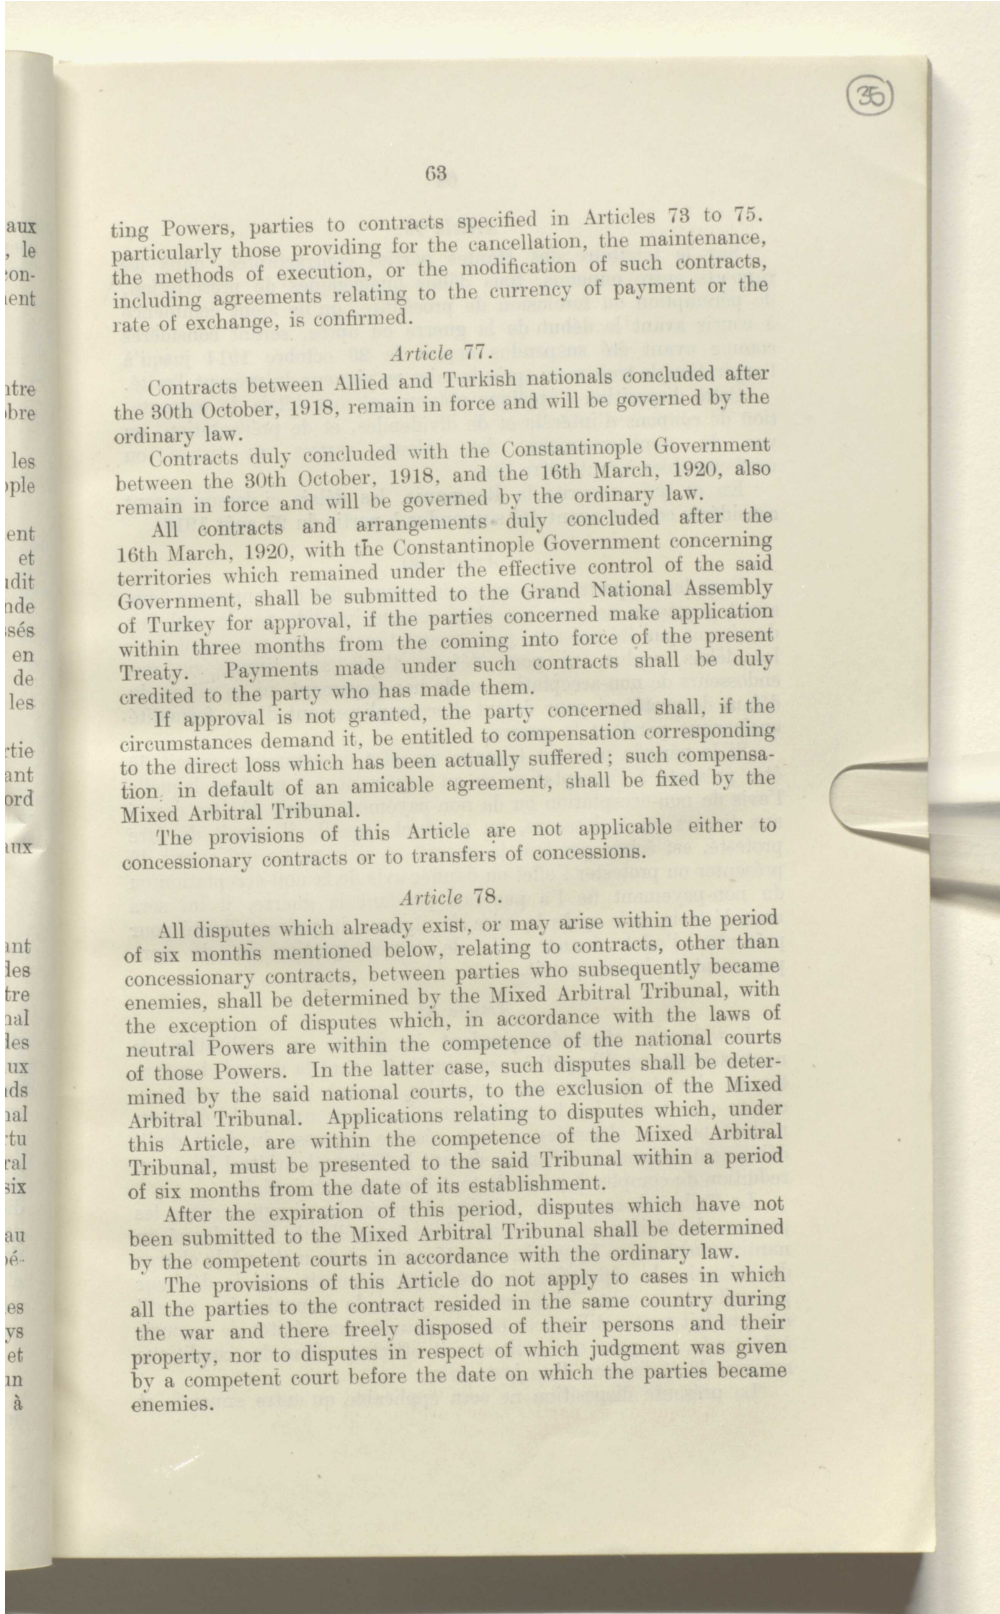 35
63
ting Powers, parties to contracts specified in Articles 73 to 75.
particularly those providing for the cancellation, the maintenance,
the methods of execution, or the modification of such contracts,
including agreements relating to the currency of payment or the
rate of exchange, is confirmed.
Article 77.
Contracts between Allied and Turkish nationals concluded after
the 30th October, 1918, remain in force and will be governed by the
ordinary law.
Contracts duly concluded with the Constantinople Government
between the 30th October, 1918, and the 16th March, 1920, also
remain in force and will be governed by the ordinary law.
All contracts and arrangements duly concluded after the
16th March, 1920, with the Constantinople Government concerning
territories which remained under the effective control of the said
Government, shall be submitted to the Grand National Assembly
of Turkey for approval, if the parties concerned make application
within three months from the coming into force of the present
Treaty. Payments made under such contracts shall be duly
credited to the party who has made them.
If approval is not granted, the party concerned shall, if the
circumstances demand it, be entitled to compensation corresponding
to the direct loss which has been actually suffered; such compensa-
tion, in default of an amicable agreement, shall be fixed by the
Mixed Arbitral Tribunal.
The provisions of this Article are not applicable either to
concessionary contracts or to transfers of concessions.
Article 78.
All disputes which already exist, or may arise within the period
of six months mentioned below, relating to contracts, other than
concessionary contracts, between parties who subsequently became
enemies, shall be determined by the Mixed Arbitral Tribunal, with
the exception of disputes which, in accordance with the laws of
neutral Powers are within the competence of the national courts
of those Powers. In the latter case, such disputes shall be deter-
mined by the said national courts, to the exclusion of the Mixed
Arbitral Tribunal. Applications relating to disputes which, under
this Article, are within the competence of the Mixed Arbitral
Tribunal, must be presented to the said Tribunal within a period
of six months from the date of its establishment.
After the expiration of this period, disputes which have not
been submitted to the Mixed Arbitral Tribunal shall be determined
by the competent courts in accordance with the ordinary law.
The provisions of this Article do not apply to cases in which
all the parties to the contract resided in the same country during
the war and there freely disposed of their persons and their
property, nor to disputes in respect of which judgment was given
by a competent court before the date on which the parties became
enemies.